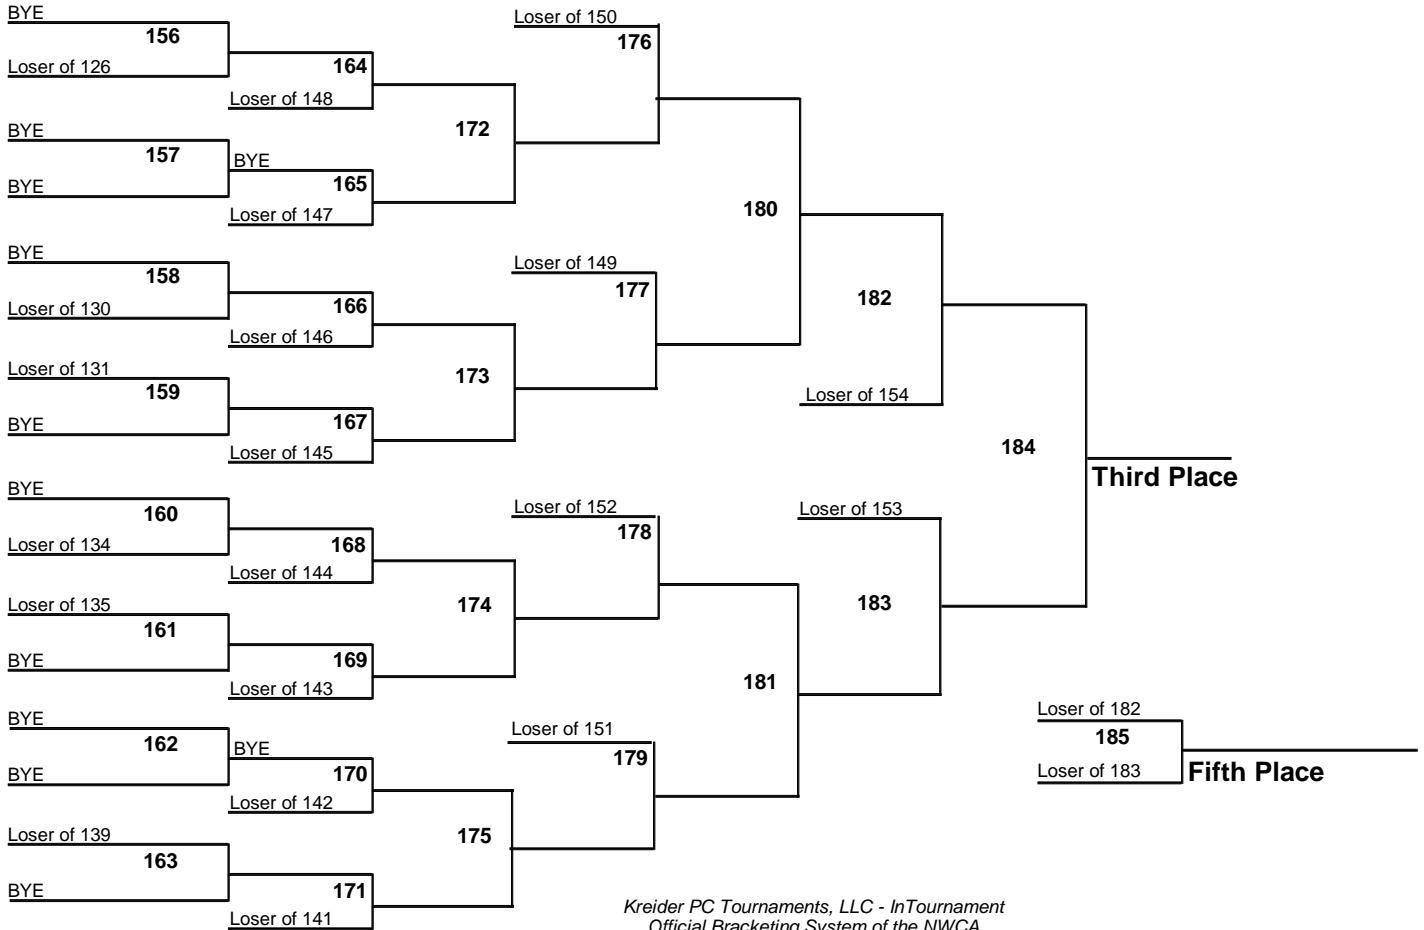 BYE
156
Loser of 126
164
Loser of 148
172
BYE
157
BYE
BYE
165
Loser of 147
Loser of 150
176
180
BYE
158
Loser of 130
166
Loser of 146
173
Loser of 131
159
BYE
167
Loser of 145
Loser of 149
177
182
Loser of 154
184
Third Place
BYE
160
Loser of 134
168
Loser of 144
174
Loser of 135
161
BYE
169
Loser of 143
Loser of 152
178
181
Loser of 153
183
BYE
162
BYE
BYE
170
Loser of 142
175
Loser of 139
163
BYE
171
Loser of 141
Loser of 151
179
Loser of 182
185
Loser of 183
Fifth Place
Kreider PC Tournaments, LLC - InTournament
Official Bracketing System of the NWCA